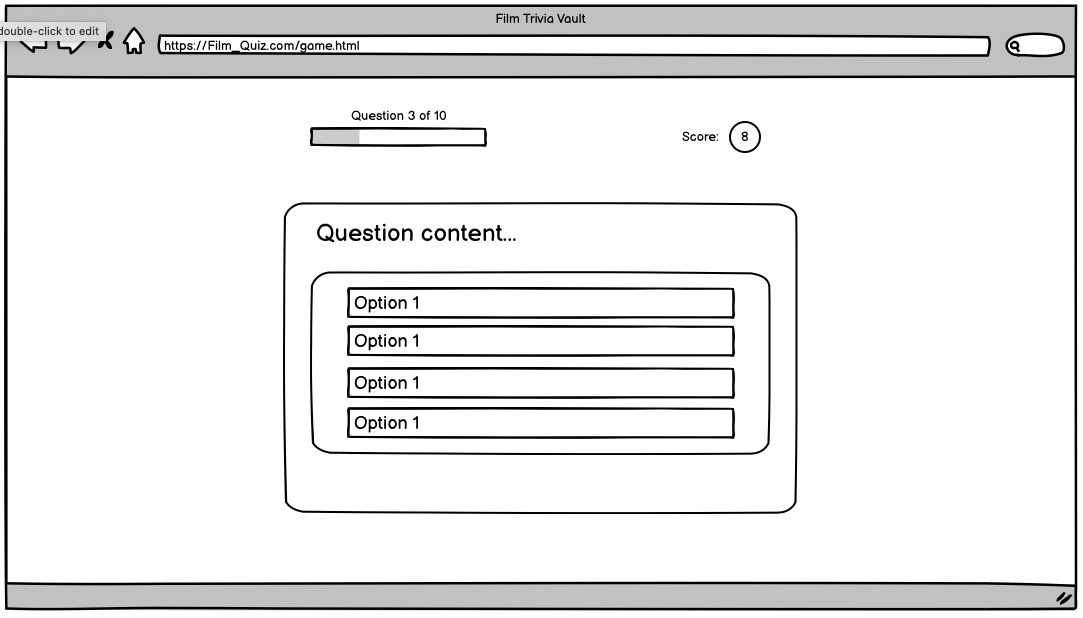 Film Trivia Vault
double-click to edit
https://Film_Quiz.com/game.html
Question 3 of 10
Score: 8
Question content...
Option 1
Option 1
Option 1
Option 1